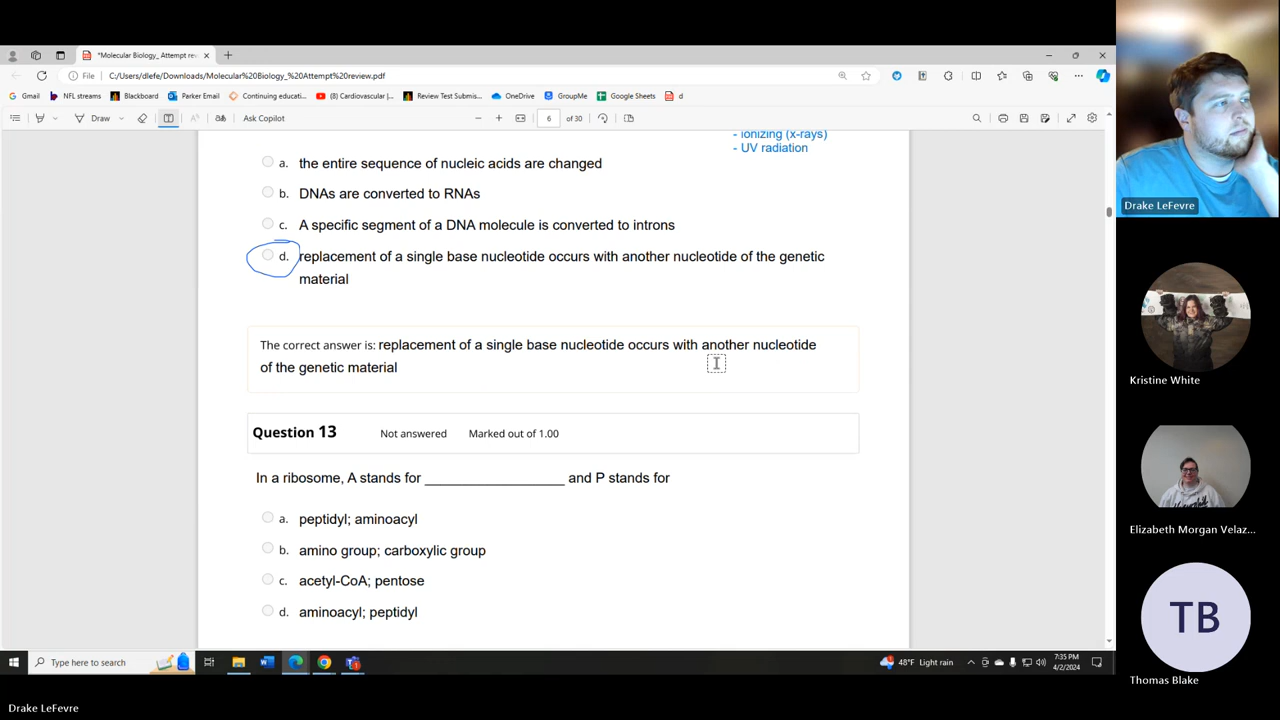 *Molecular Biology_ Attempt rev
File
C:/Users/dlefe/Downloads/Molecular%20Biology_%20Attempt%20review.pdf
Gmail
NFL streams
Blackboard
Parker Email
Continuing educati...
(8) Cardiovascular |...
Review Test Submis...
OneDrive
GroupMe
Google Sheets
d
Draw
Ask Copilot
6 of 30
- ionizing (x-rays)
- UV radiation
a. the entire sequence of nucleic acids are changed
b. DNAs are converted to RNAs
c. A specific segment of a DNA molecule is converted to introns
d. replacement of a single base nucleotide occurs with another nucleotide of the genetic
material
The correct answer is: replacement of a single base nucleotide occurs with another nucleotide
of the genetic material
Question 13 Not answered Marked out of 1.00
In a ribosome, A stands for ____________________ and P stands for
a. peptidyl; aminoacyl
b. amino group; carboxylic group
c. acetyl-CoA; pentose
d. aminoacyl; peptidyl
Type here to search
48°F Light rain
7:35 PM
4/2/2024
Drake LeFevre
Kristine White
Elizabeth Morgan Velaz...
TB
Thomas Blake
Drake LeFevre